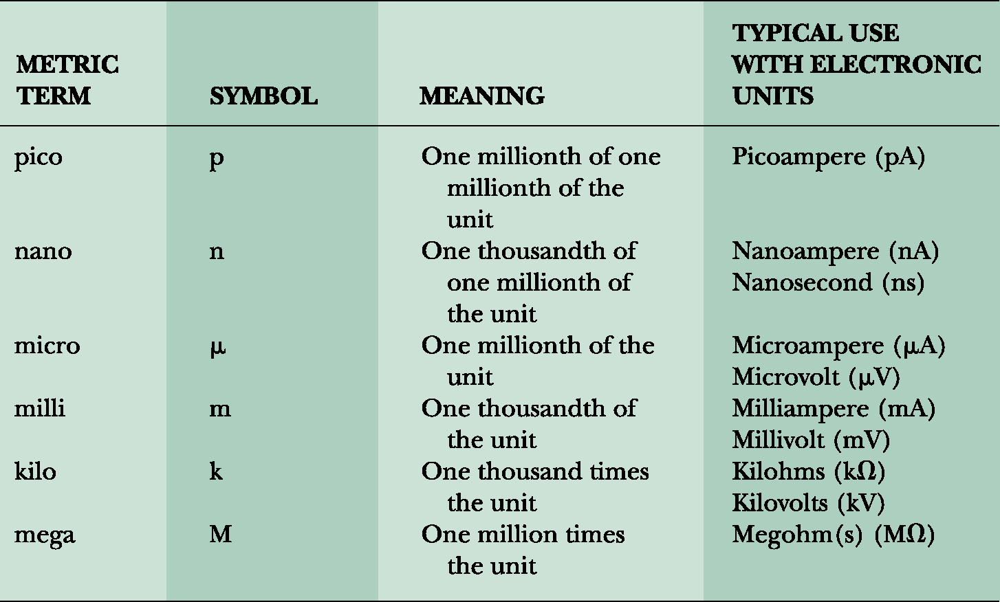 METRIC TERM SYMBOL MEANING TYPICAL USE WITH ELECTRONIC UNITS
pico p One millionth of one Picoampere (pA)
millionth of the
unit
nano n One thousandth of Nanoampere (nA)
one millionth of Nanosecond (ns)
the unit
micro μ One millionth of the Microampere (μA)
unit Microvolt (μV)
milli m One thousandth of Milliampere (mA)
the unit Millivolt (mV)
kilo k One thousand times Kilohms (kΩ)
the unit Kilovolts (kV)
mega M One million times Megohm(s) (MΩ)
the unit